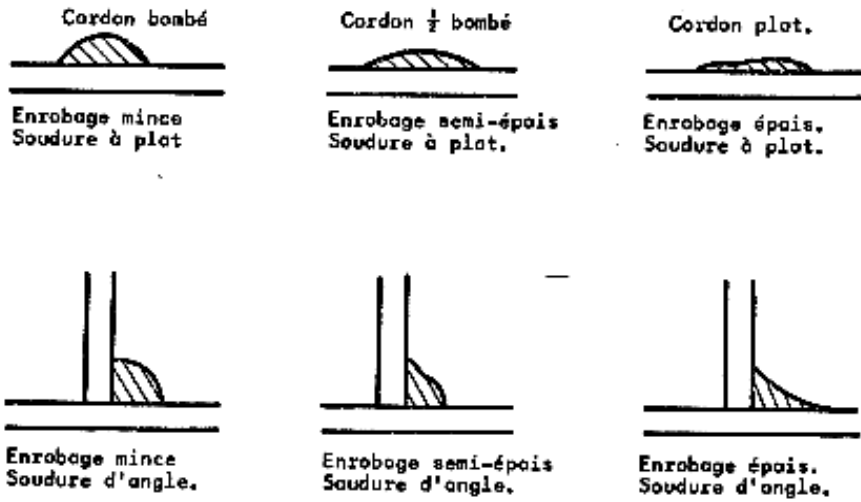 Cordon bombé
Enrobage mince
Soudure à plat
Cordon ½ bombé
Enrobage semi-épais
Soudure à plat.
Cordon plat.
Enrobage épais.
Soudure à plat.
Enrobage mince
Soudure d'angle.
Enrobage semi-épais
Soudure d'angle.
Enrobage épais.
Soudure d'angle.